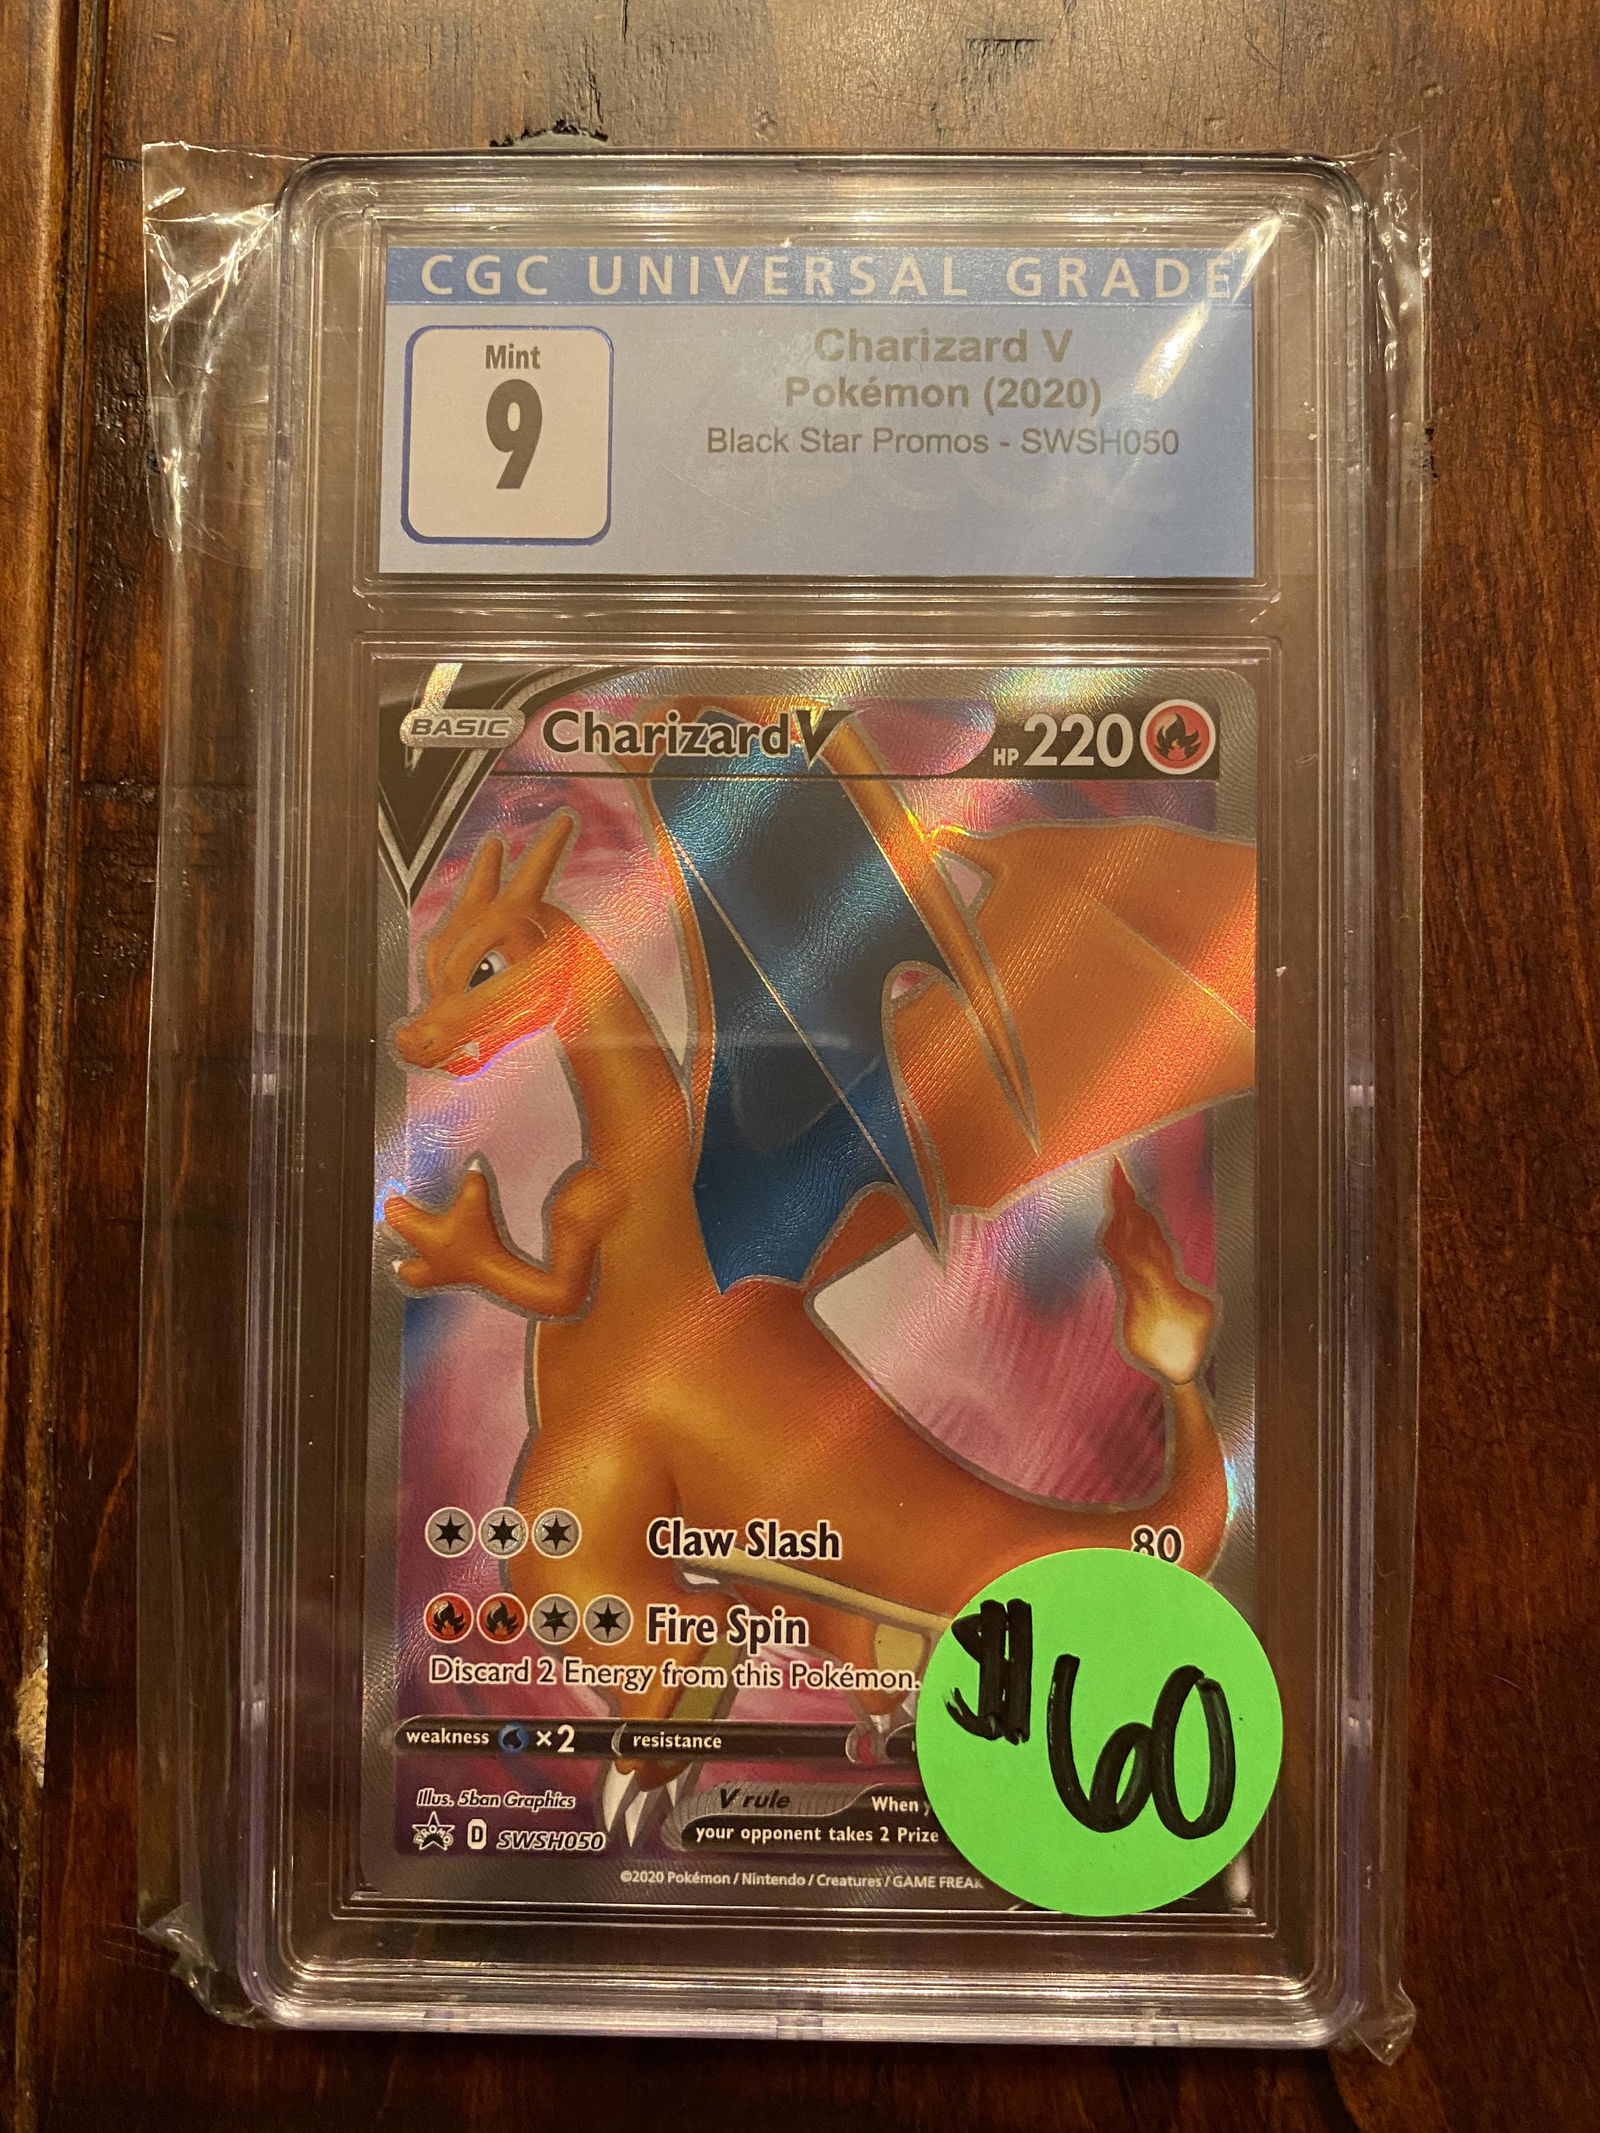 CGC UNIVERSAL GRADE
Mint
9
Charizard V
Pokémon (2020)
Black Star Promos - SWSH050
BASIC
Charizard V
HP 220
Claw Slash 80
Fire Spin
Discard 2 Energy from this Pokémon.
weakness ×2 resistance
$60
Illus. 5ban Graphics
V rule When y
your opponent takes 2 Prize
PROMO D SWSH050
©2020 Pokémon / Nintendo / Creatures / GAME FREAK